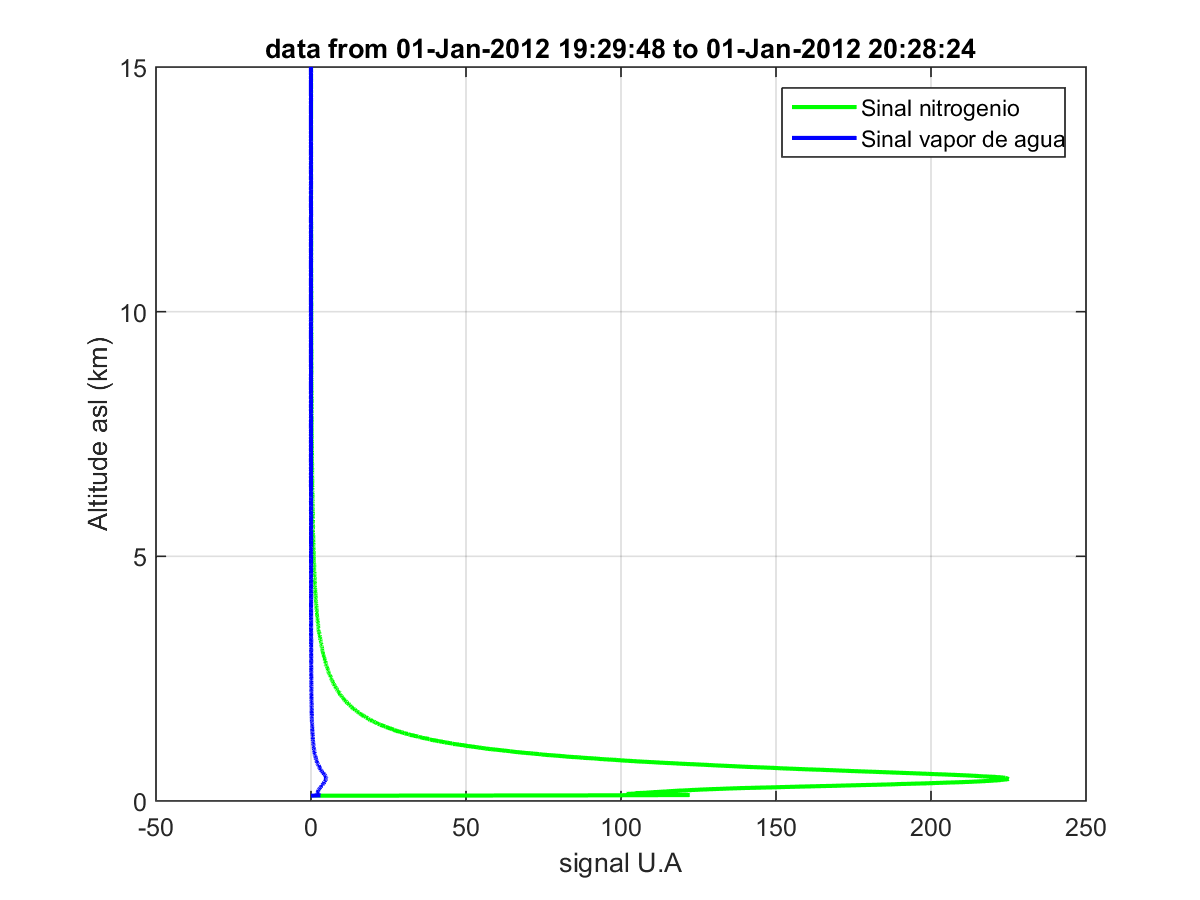 data from 01-Jan-2012 19:29:48 to 01-Jan-2012 20:28:24
15
Sinal nitrogenio
Sinal vapor de agua
10
Altitude asl (km)
5
0
-50 0 50 100 150 200 250
signal U.A